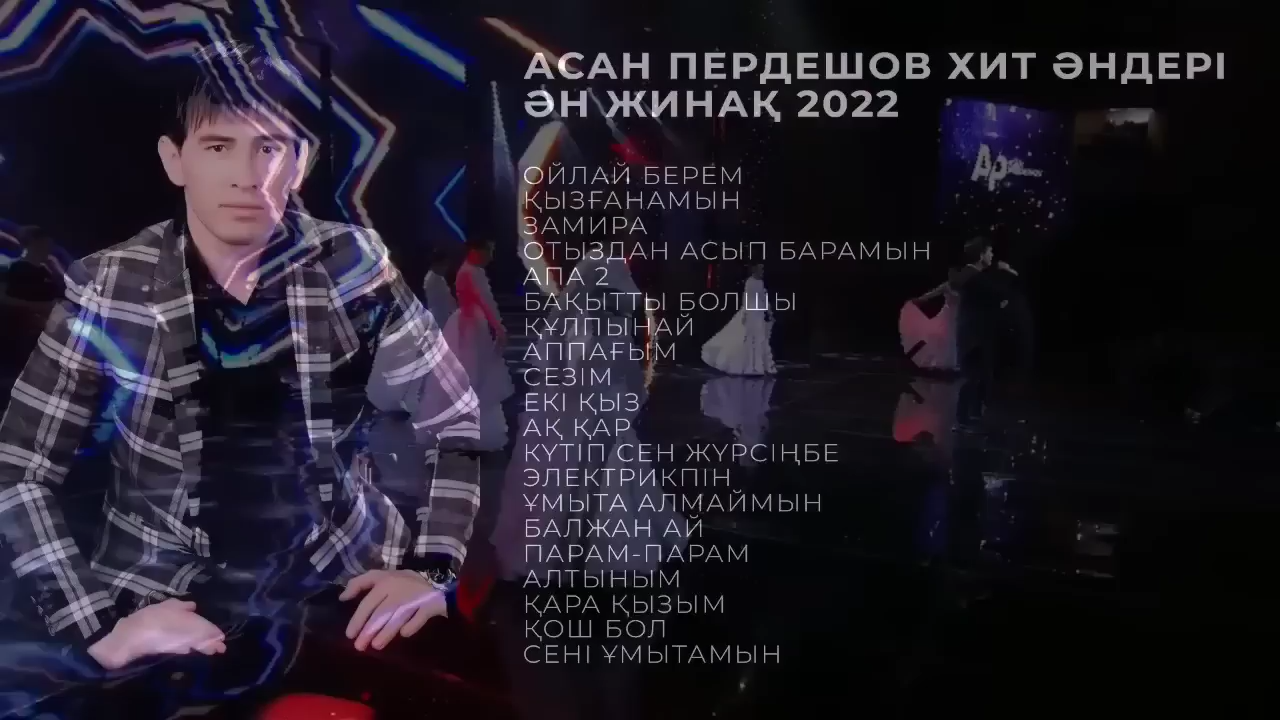 АСАН ПЕРДЕШОВ ХИТ ӘНДЕРІ
ӘН ЖИНАҚ 2022
ОЙЛАЙ БЕРЕМ
ҚЫЗҒАНАМЫН
ЗАМИРА
ОТЫЗДАН АСЫП БАРАМЫН
АПА 2
БАҚЫТТЫ БОЛШЫ
ҚҰЛПЫНАЙ
АППАҒЫМ
СЕЗІМ
ЕКІ ҚЫЗ
АҚ ҚАР
КҮТІП СЕН ЖҮРСІҢБЕ
ЭЛЕКТРИКПІН
ҰМЫТА АЛМАЙМЫН
БАЛЖАН АЙ
ПАРАМ-ПАРАМ
АЛТЫНЫМ
ҚАРА ҚЫЗЫМ
ҚОШ БОЛ
СЕНІ ҰМЫТАМЫН